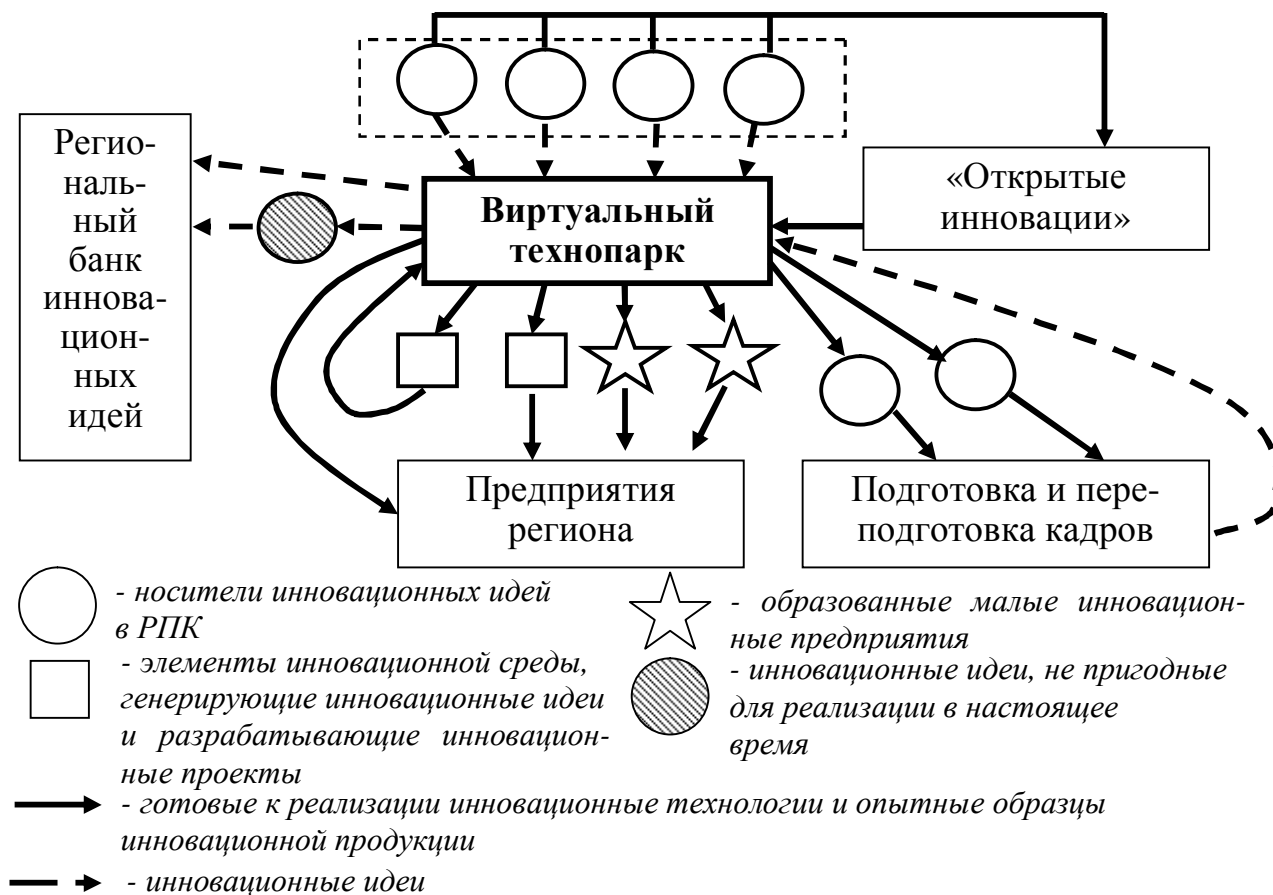 Регио-
наль-
ный
банк
иннова-
цион-
ных
идей
Виртуальный
технопарк
«Открытые
инновации»
Предприятия
региона
Подготовка и пере-
подготовка кадров
- носители инновационных идей
в РПК
- образованные малые инновацион-
ные предприятия
- элементы инновационной среды,
генерирующие инновационные идеи
и разрабатывающие инновацион-
ные проекты
- инновационные идеи, не пригодные
для реализации в настоящее
время
- готовые к реализации инновационные технологии и опытные образцы
инновационной продукции
- инновационные идеи